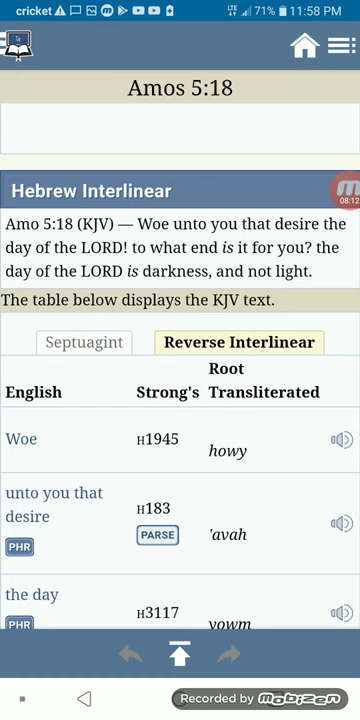 cricket LTE 71% 11:58 PM
Amos 5:18
Hebrew Interlinear
08:12
Amo 5:18 (KJV) — Woe unto you that desire the
day of the LORD! to what end is it for you? the
day of the LORD is darkness, and not light.
The table below displays the KJV text.
Septuagint Reverse Interlinear
English Strong's Root Transliterated
Woe H1945 howy
unto you that
desire H183 'avah
PHR PARSE
the day H3117 yowm
PHR
Recorded by mobizen